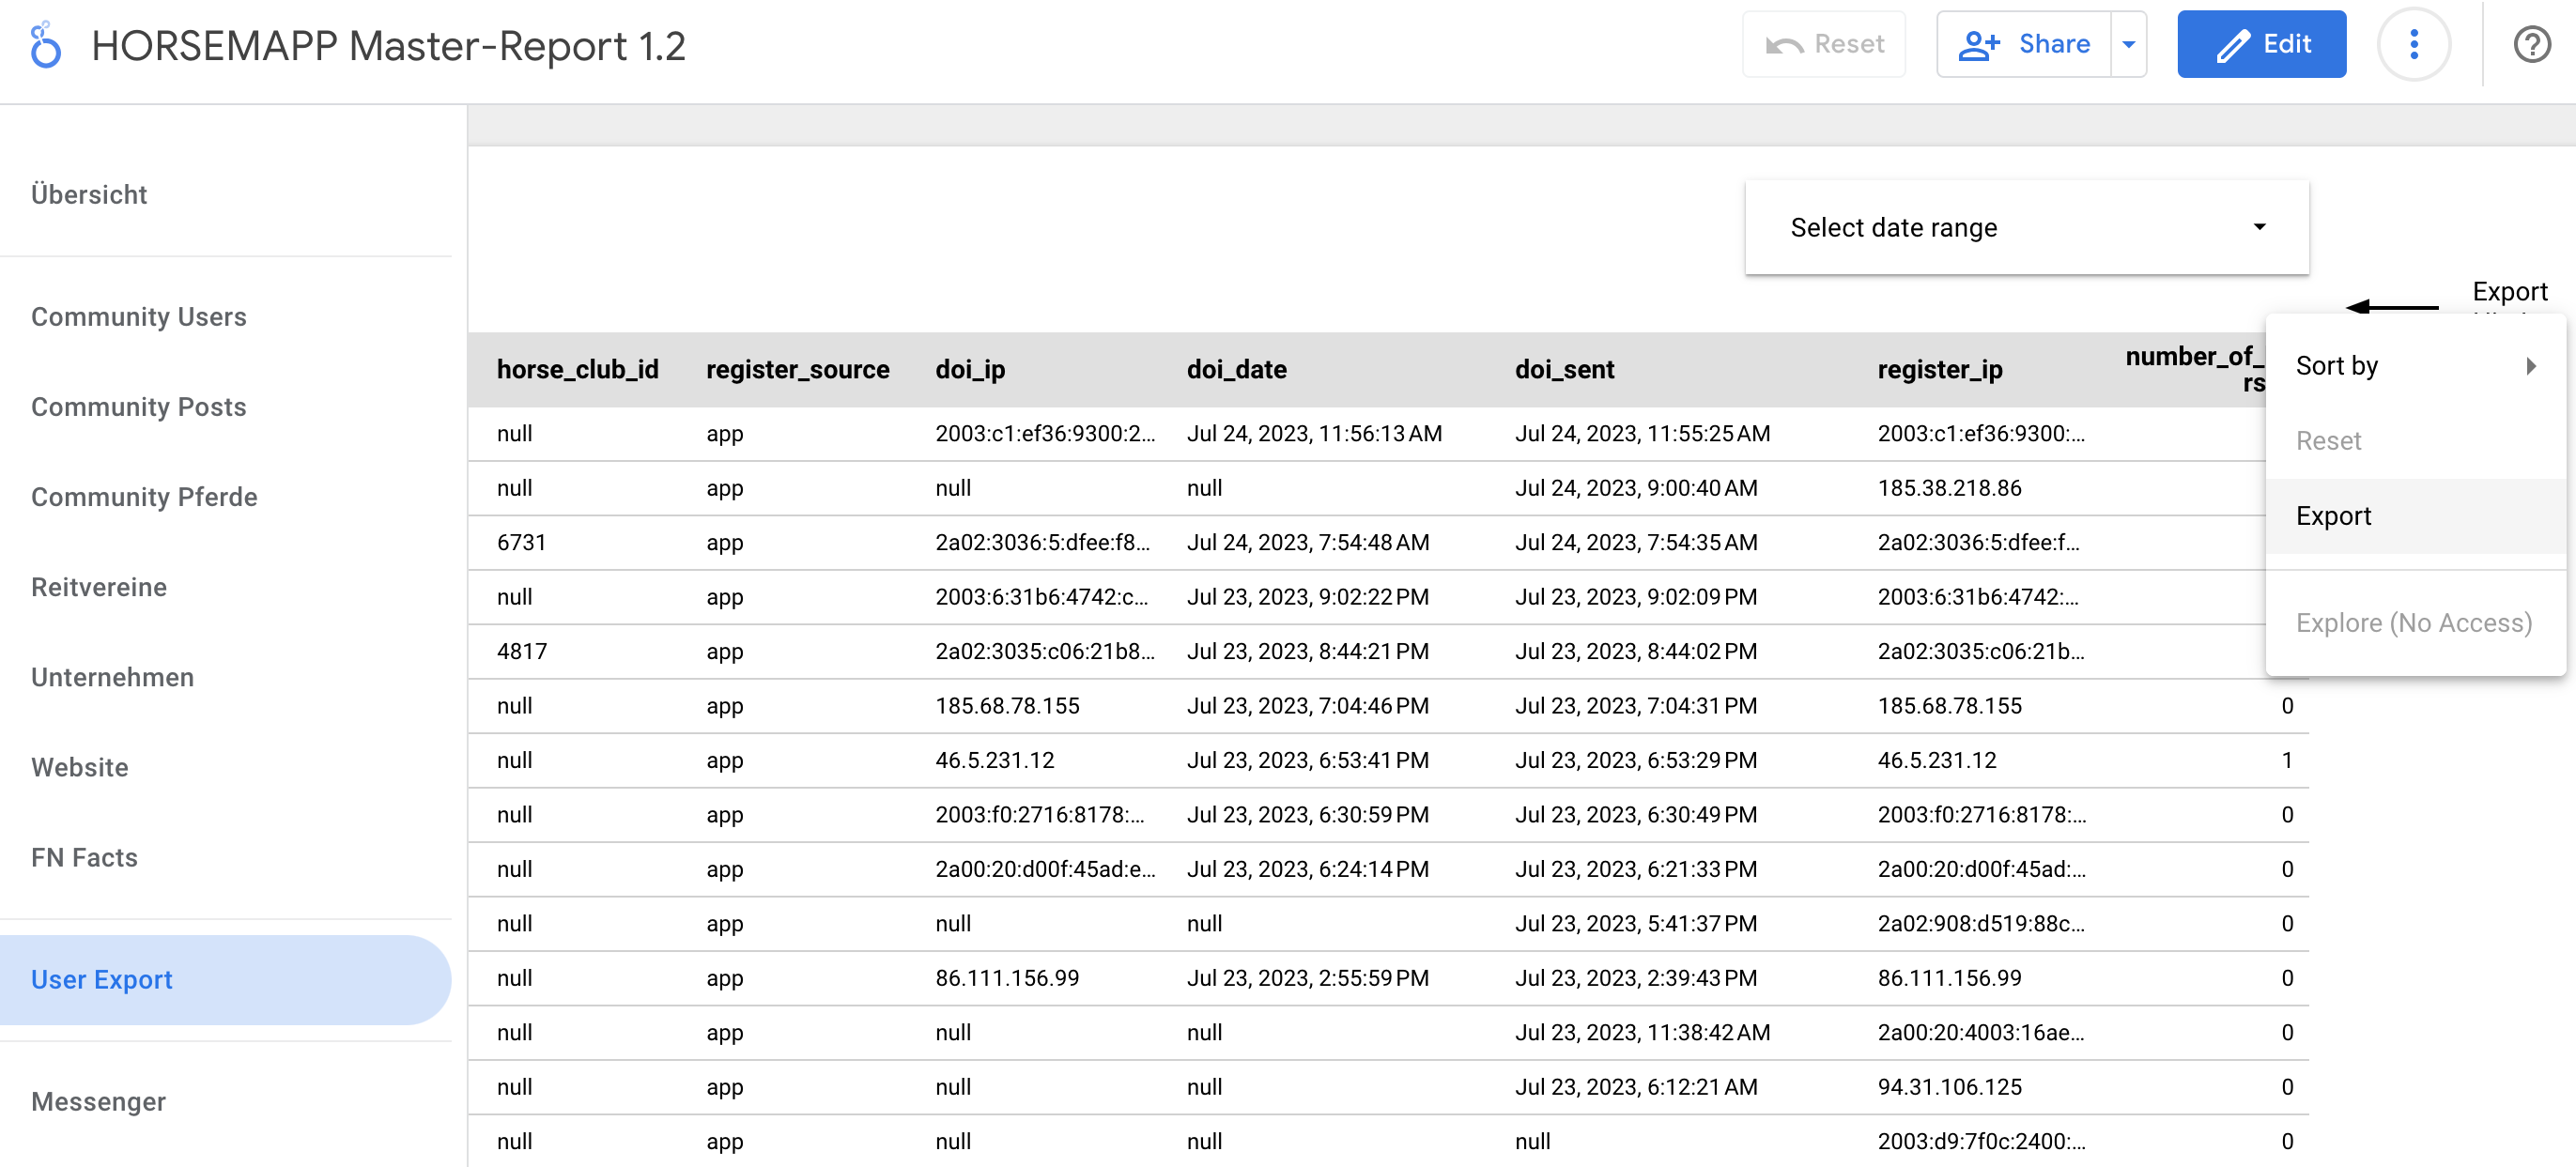 HORSEMAPP Master-Report 1.2
Reset
Share
Edit
Übersicht
Community Users
Community Posts
Community Pferde
Reitvereine
Unternehmen
Website
FN Facts
User Export
Messenger
Select date range
Export
Sort by
Reset
Export
Explore (No Access)
horse_club_id register_source doi_ip doi_date doi_sent register_ip number_of_
rs
null app 2003:c1:ef36:9300:2… Jul 24, 2023, 11:56:13 AM Jul 24, 2023, 11:55:25 AM 2003:c1:ef36:9300:…
null app null null Jul 24, 2023, 9:00:40 AM 185.38.218.86
6731 app 2a02:3036:5:dfee:f8… Jul 24, 2023, 7:54:48 AM Jul 24, 2023, 7:54:35 AM 2a02:3036:5:dfee:f…
null app 2003:6:31b6:4742:c… Jul 23, 2023, 9:02:22 PM Jul 23, 2023, 9:02:09 PM 2003:6:31b6:4742:…
4817 app 2a02:3035:c06:21b8… Jul 23, 2023, 8:44:21 PM Jul 23, 2023, 8:44:02 PM 2a02:3035:c06:21b…
null app 185.68.78.155 Jul 23, 2023, 7:04:46 PM Jul 23, 2023, 7:04:31 PM 185.68.78.155 0
null app 46.5.231.12 Jul 23, 2023, 6:53:41 PM Jul 23, 2023, 6:53:29 PM 46.5.231.12 1
null app 2003:f0:2716:8178:… Jul 23, 2023, 6:30:59 PM Jul 23, 2023, 6:30:49 PM 2003:f0:2716:8178:… 0
null app 2a00:20:d00f:45ad:e… Jul 23, 2023, 6:24:14 PM Jul 23, 2023, 6:21:33 PM 2a00:20:d00f:45ad:… 0
null app null null Jul 23, 2023, 5:41:37 PM 2a02:908:d519:88c… 0
null app 86.111.156.99 Jul 23, 2023, 2:55:59 PM Jul 23, 2023, 2:39:43 PM 86.111.156.99 0
null app null null Jul 23, 2023, 11:38:42 AM 2a00:20:4003:16ae… 0
null app null null Jul 23, 2023, 6:12:21 AM 94.31.106.125 0
null app null null null 2003:d9:7f0c:2400:… 0